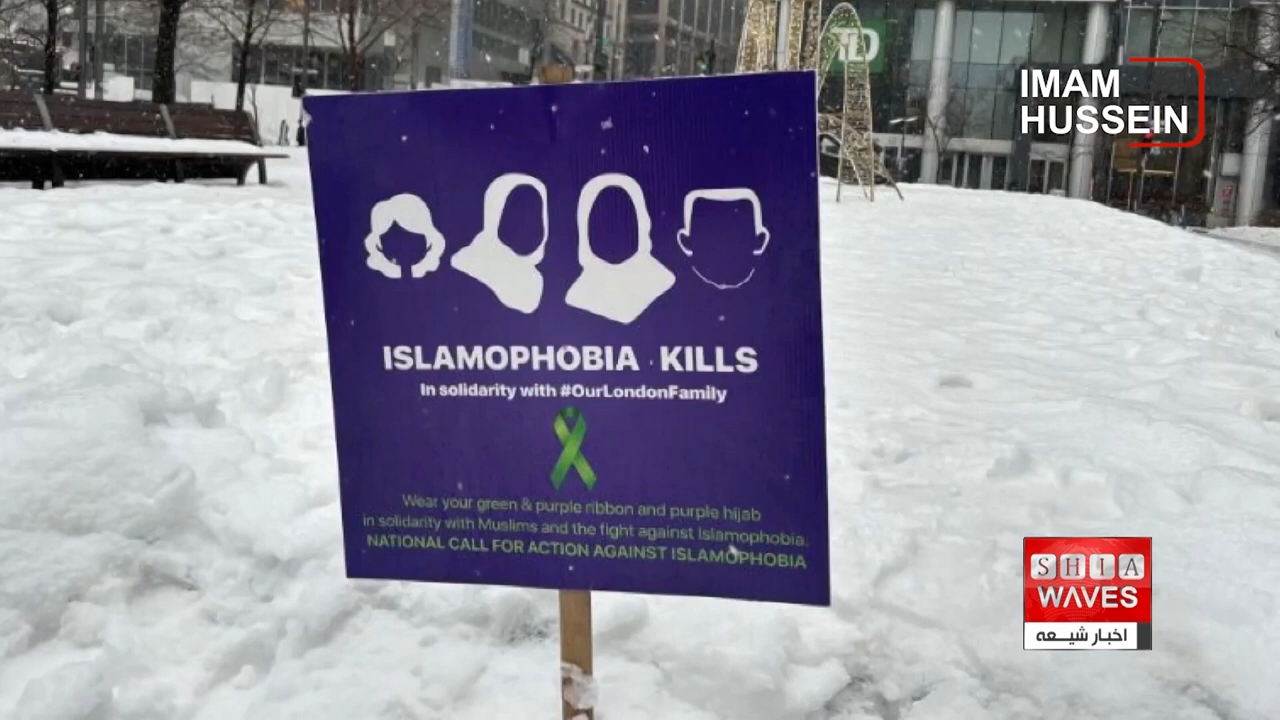 TD
IMAM
HUSSEIN
ISLAMOPHOBIA KILLS
In solidarity with #OurLondonFamily
Wear your green & purple ribbon and purple hijab
in solidarity with Muslims and the fight against Islamophobia.
NATIONAL CALL FOR ACTION AGAINST ISLAMOPHOBIA
SHIA
WAVES
اخبار شیعه